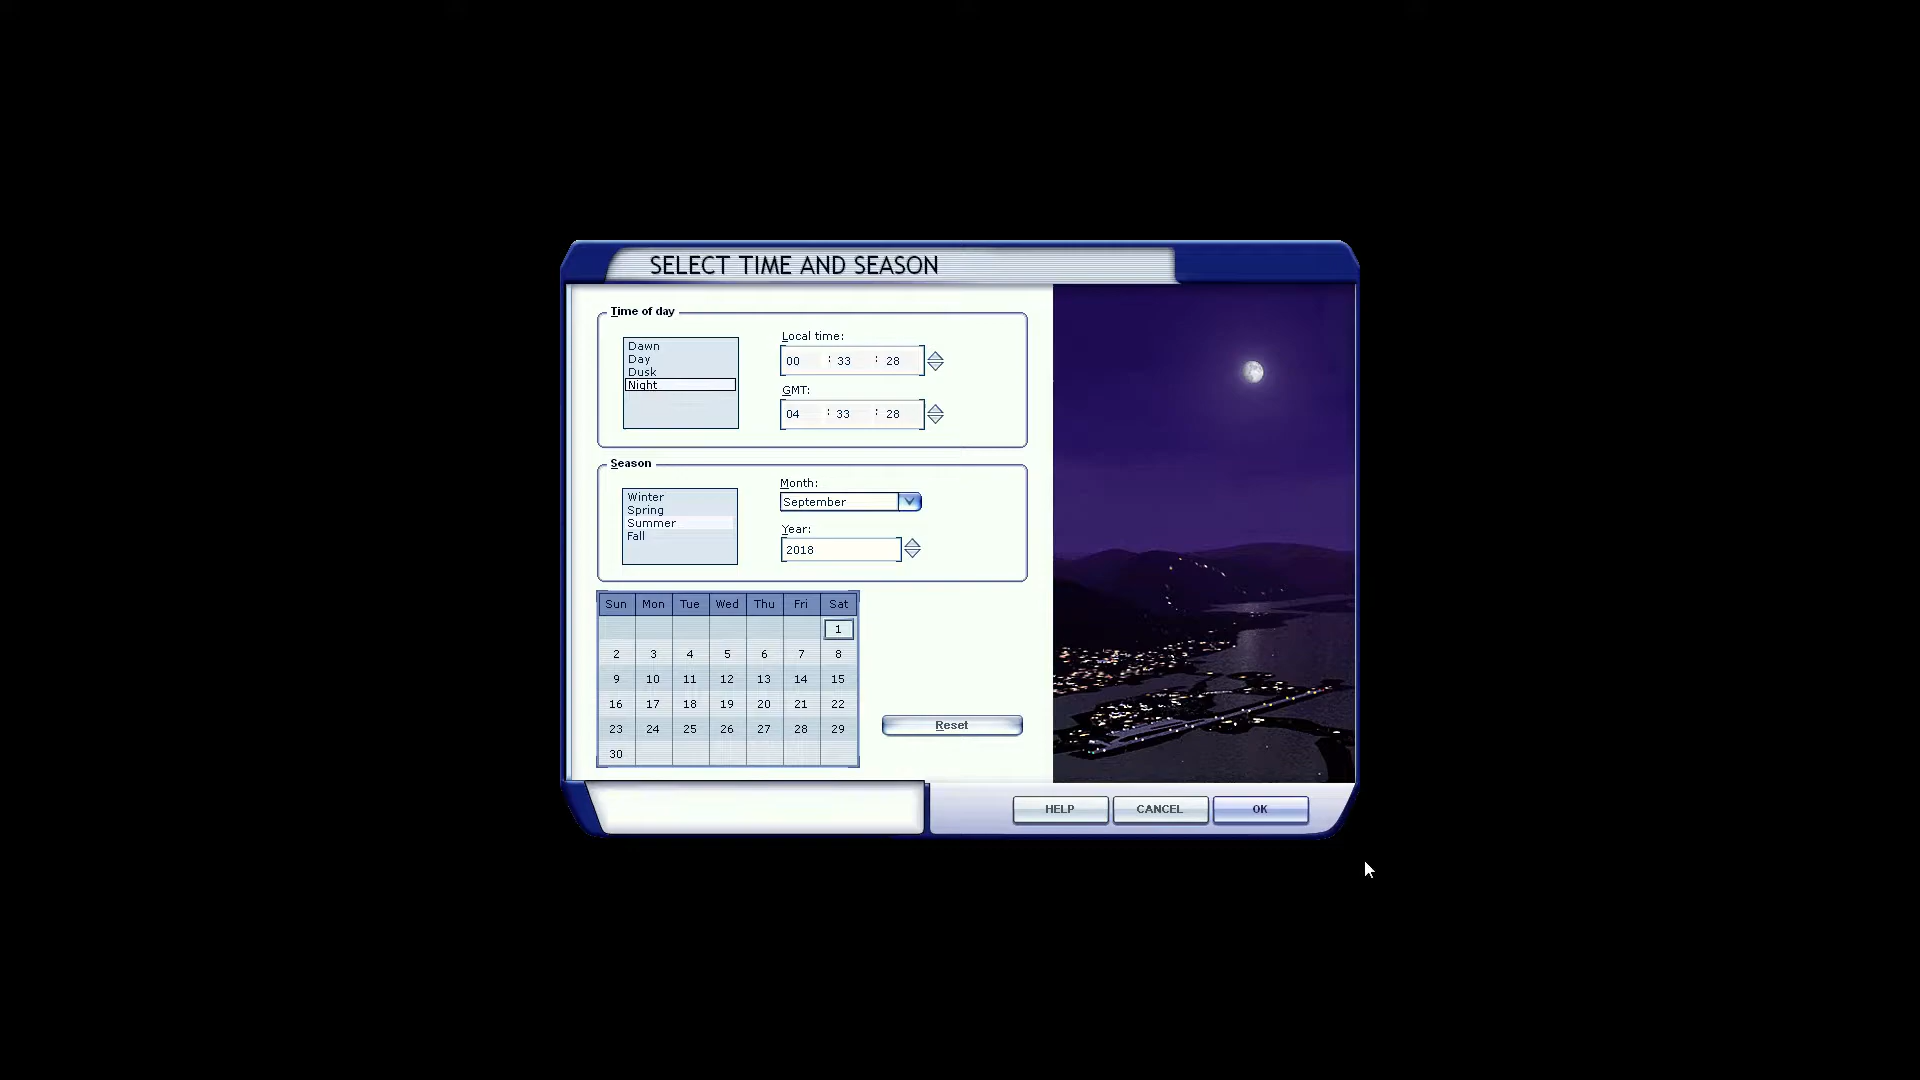 SELECT TIME AND SEASON
Time of day
Dawn
Day
Dusk
Night
Local time:
00 : 33 : 28
GMT:
04 : 33 : 28
Season
Winter
Spring
Summer
Fall
Month:
September
Year:
2018
Sun Mon Tue Wed Thu Fri Sat
1
2 3 4 5 6 7 8
9 10 11 12 13 14 15
16 17 18 19 20 21 22
23 24 25 26 27 28 29
30
Reset
HELP CANCEL OK